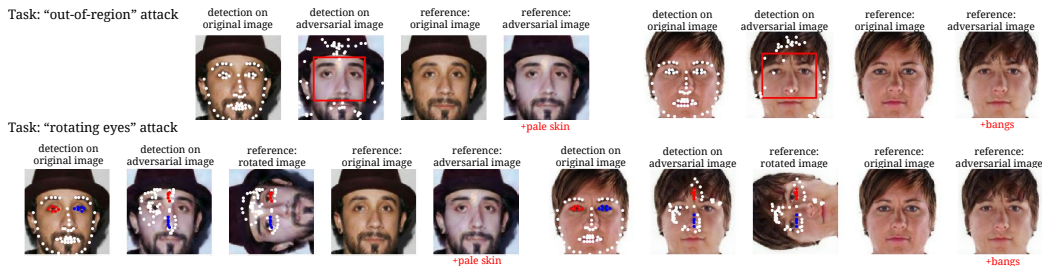 Task: “out-of-region” attack
detection on
original image
detection on
adversarial image
reference:
original image
reference:
adversarial image
+pale skin
detection on
original image
detection on
adversarial image
reference:
original image
reference:
adversarial image
+bangs
Task: “rotating eyes” attack
detection on
original image
detection on
adversarial image
reference:
rotated image
reference:
original image
reference:
adversarial image
+pale skin
detection on
original image
detection on
adversarial image
reference:
rotated image
reference:
original image
reference:
adversarial image
+bangs